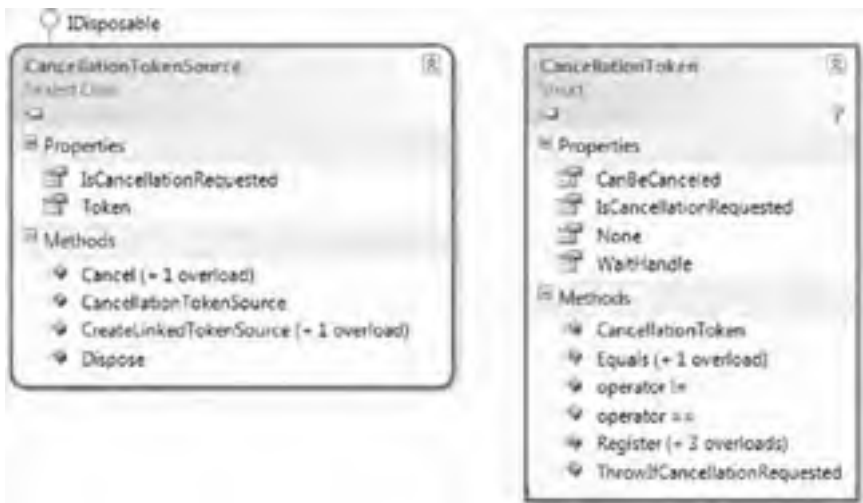 IDisposable
CancellationTokenSource
Sealed Class
Properties
IsCancellationRequested
Token
Methods
Cancel (+ 1 overload)
CancellationTokenSource
CreateLinkedTokenSource (+ 1 overload)
Dispose
CancellationToken
Struct
Properties
CanBeCanceled
IsCancellationRequested
None
WaitHandle
Methods
CancellationToken
Equals (+ 1 overload)
operator !=
operator ==
Register (+ 3 overloads)
ThrowIfCancellationRequested